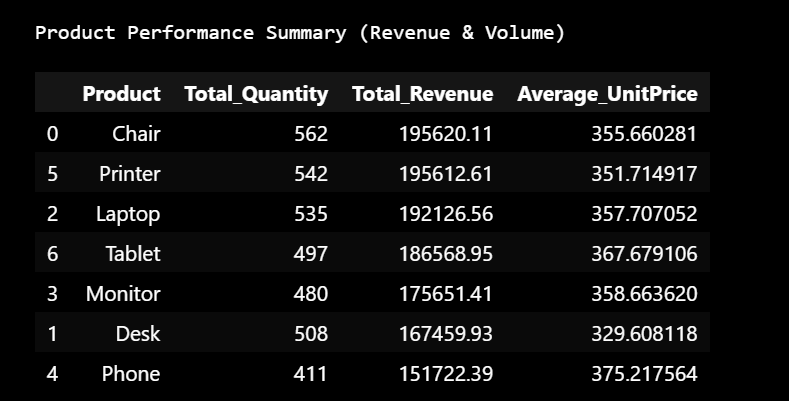 Product Performance Summary (Revenue & Volume)
Product Total_Quantity Total_Revenue Average_UnitPrice
0 Chair 562 195620.11 355.660281
5 Printer 542 195612.61 351.714917
2 Laptop 535 192126.56 357.707052
6 Tablet 497 186568.95 367.679106
3 Monitor 480 175651.41 358.663620
1 Desk 508 167459.93 329.608118
4 Phone 411 151722.39 375.217564